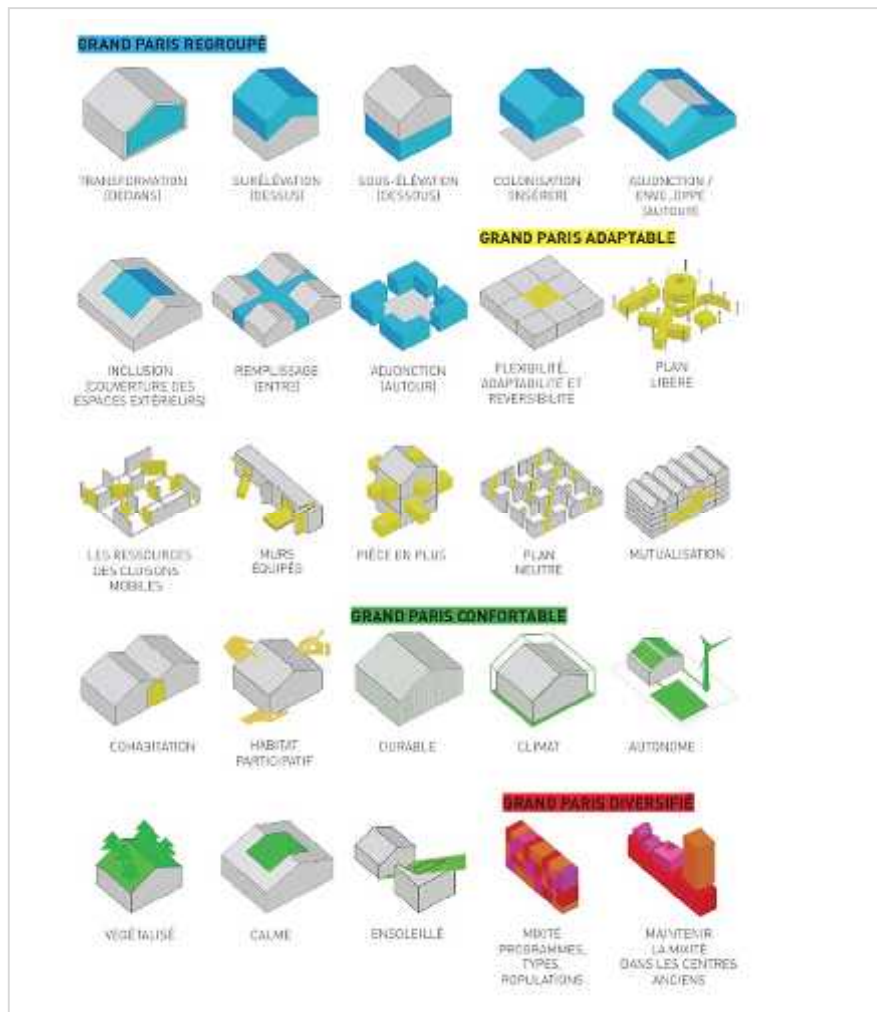 GRAND PARIS REGROUPÉ
TRANSFORMATION
(DEDANS)
SURÉLÉVATION
(DESSUS)
SOUS-ÉLÉVATION
(DESSOUS)
COLONISATION
(INSÉRER)
ADJONCTION /
ENVELOPPE
(AUTOUR)
GRAND PARIS ADAPTABLE
INCLUSION
(COUVERTURE DES
ESPACES EXTÉRIEURS)
REMPLISSAGE
(ENTRE)
ADJONCTION
(AUTOUR)
FLEXIBILITÉ,
ADAPTABILITÉ ET
REVERSIBILITÉ
PLAN
LIBÉRÉ
LES RESSOURCES
DES CLOISONS
MOBILES
MURS
ÉQUIPÉS
PIÈCE EN PLUS
PLAN
NEUTRE
MUTUALISATION
GRAND PARIS CONFORTABLE
COHABITATION
HABITAT
PARTICIPATIF
DURABLE
CLIMAT
AUTONOME
GRAND PARIS DIVERSIFIÉ
VÉGÉTALISÉ
CALME
ENSOLEILLÉ
MIXITÉ
PROGRAMMES,
TYPES,
POPULATIONS
MAINTENIR
LA MIXITÉ
DANS LES CENTRES
ANCIENS